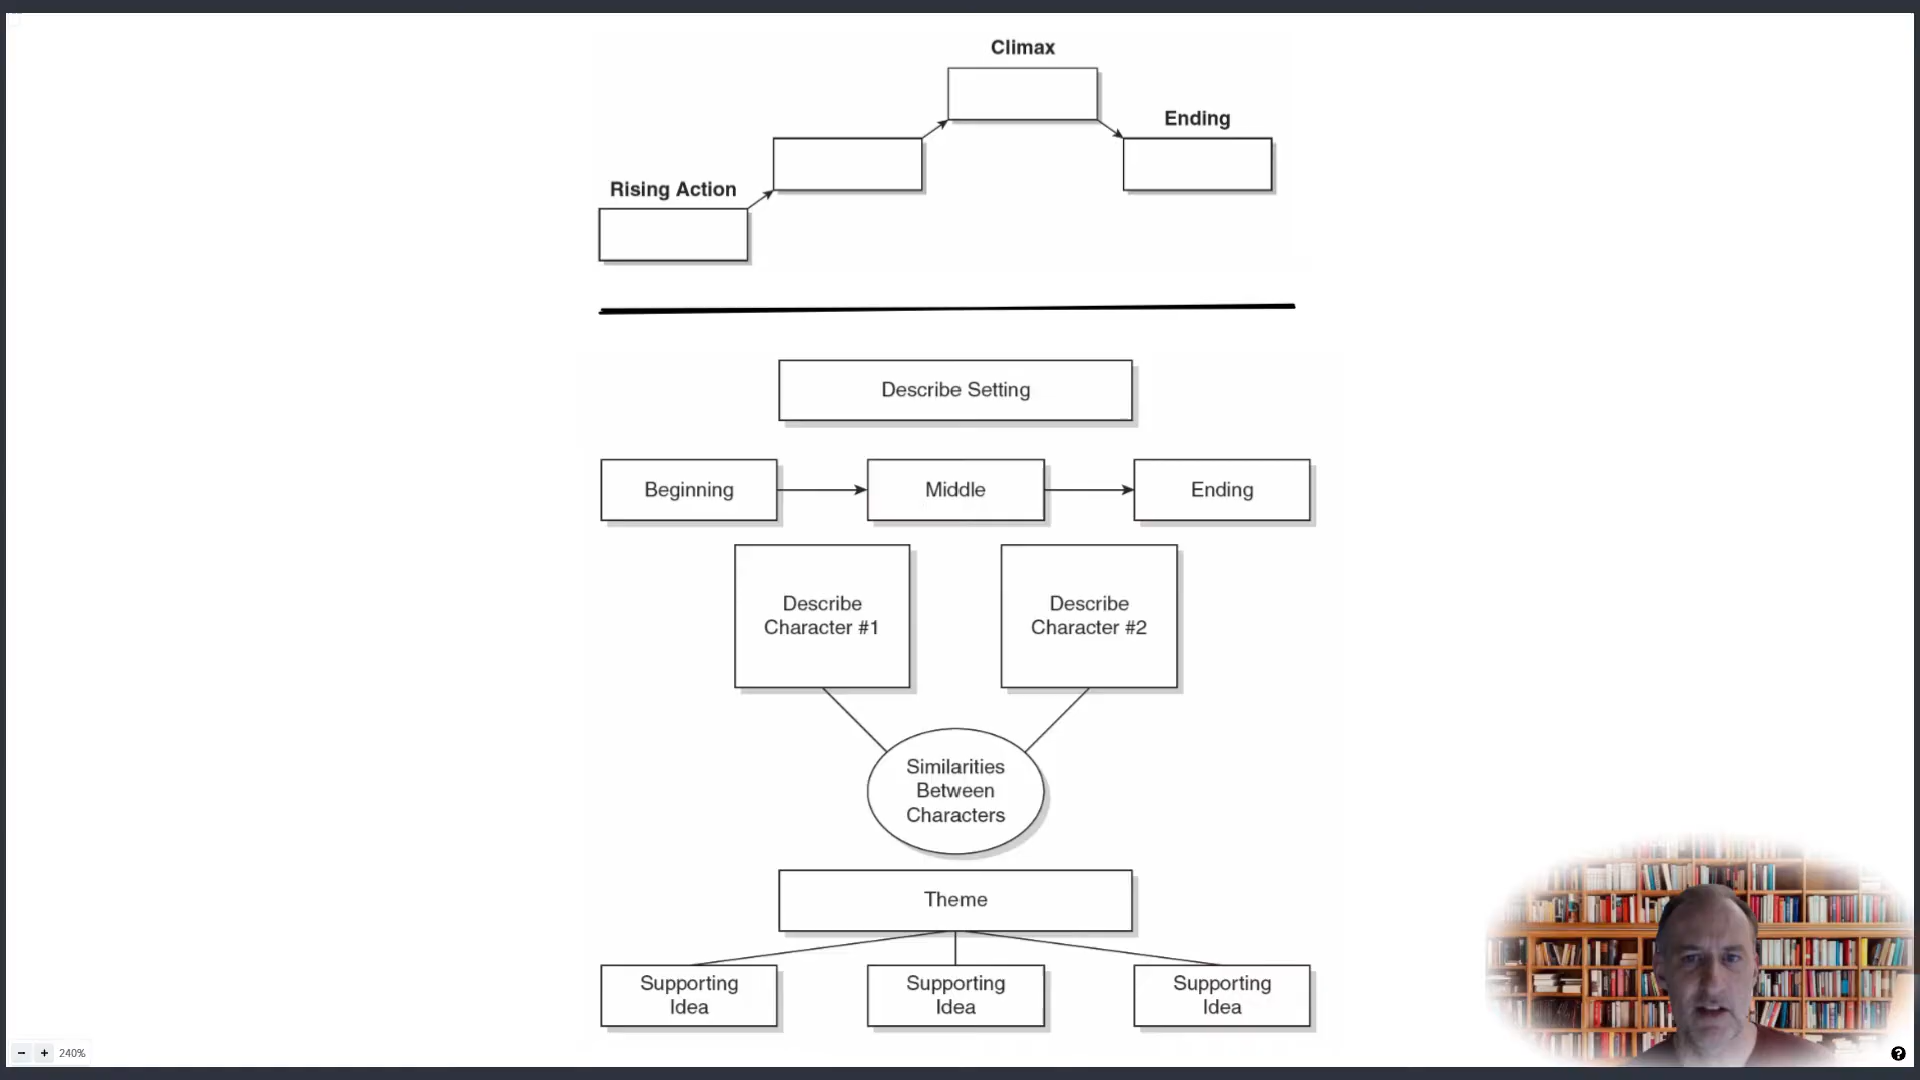 Climax
Ending
Rising Action
Describe Setting
Beginning
Middle
Ending
Describe
Character #1
Describe
Character #2
Similarities
Between
Characters
Theme
Supporting
Idea
Supporting
Idea
Supporting
Idea
− + 240%
?